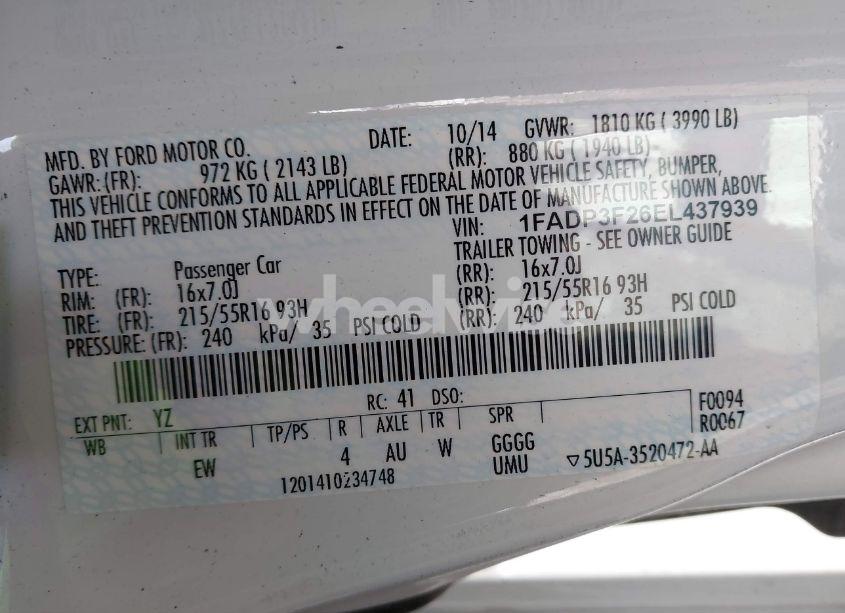 MFD. BY FORD MOTOR CO. DATE: 10/14 GVWR: 1810 KG ( 3990 LB)
GAWR: (FR): 972 KG ( 2143 LB) (RR): 880 KG ( 1940 LB)
THIS VEHICLE CONFORMS TO ALL APPLICABLE FEDERAL MOTOR VEHICLE SAFETY, BUMPER,
AND THEFT PREVENTION STANDARDS IN EFFECT ON THE DATE OF MANUFACTURE SHOWN ABOVE.
VIN: 1FADP3F26EL437939
TRAILER TOWING - SEE OWNER GUIDE
TYPE: Passenger Car
RIM: (FR): 16x7.0J (RR): 16x7.0J
TIRE: (FR): 215/55R16 93H (RR): 215/55R16 93H
PRESSURE: (FR): 240 kPa/ 35 PSI COLD (RR): 240 kPa/ 35 PSI COLD
EXT PNT: YZ RC: 41 DSO: F0094
WB INT TR TP/PS R AXLE TR SPR R0067
EW 4 AU W GGGG
UMU
1201410234748 ▽5U5A-3520472-AA